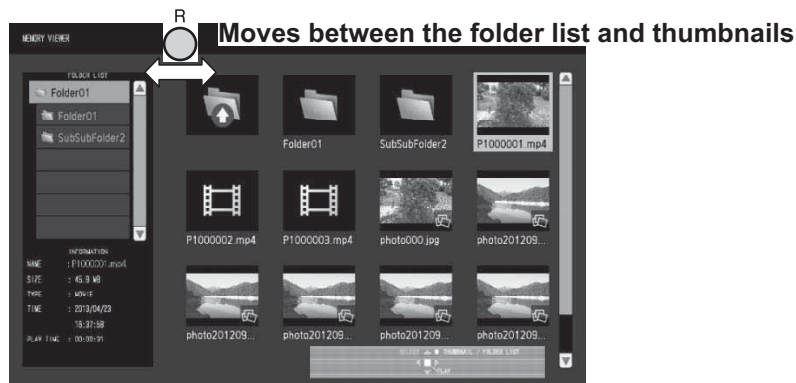 R
Moves between the folder list and thumbnails
MEMORY VIEWER
FOLDER LIST
Folder01
Folder01
SubSubFolder2
Folder01
SubSubFolder2
P1000001.mp4
P1000002.mp4
P1000003.mp4
photo000.jpg
photo201209...
photo201209...
photo201209...
photo201209...
photo201209...
INFORMATION
NAME : P1000001.mp4
SIZE : 45.9 MB
TYPE : MOVIE
TIME : 2013/04/23
16:37:58
PLAY TIME : 00:00:31
SELECT THUMBNAIL / FOLDER LIST
PLAY